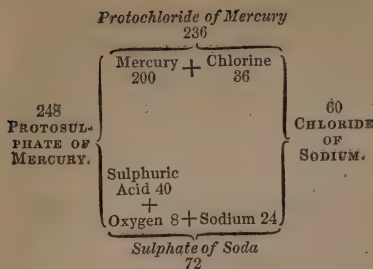 Protochloride of Mercury
236
Mercury + Chlorine
200 36
248
PROTOSUL-
PHATE OF
MERCURY.
60
CHLORIDE
OF
SODIUM.
Sulphuric
Acid 40
+
Oxygen 8+Sodium 24
Sulphate of Soda
72